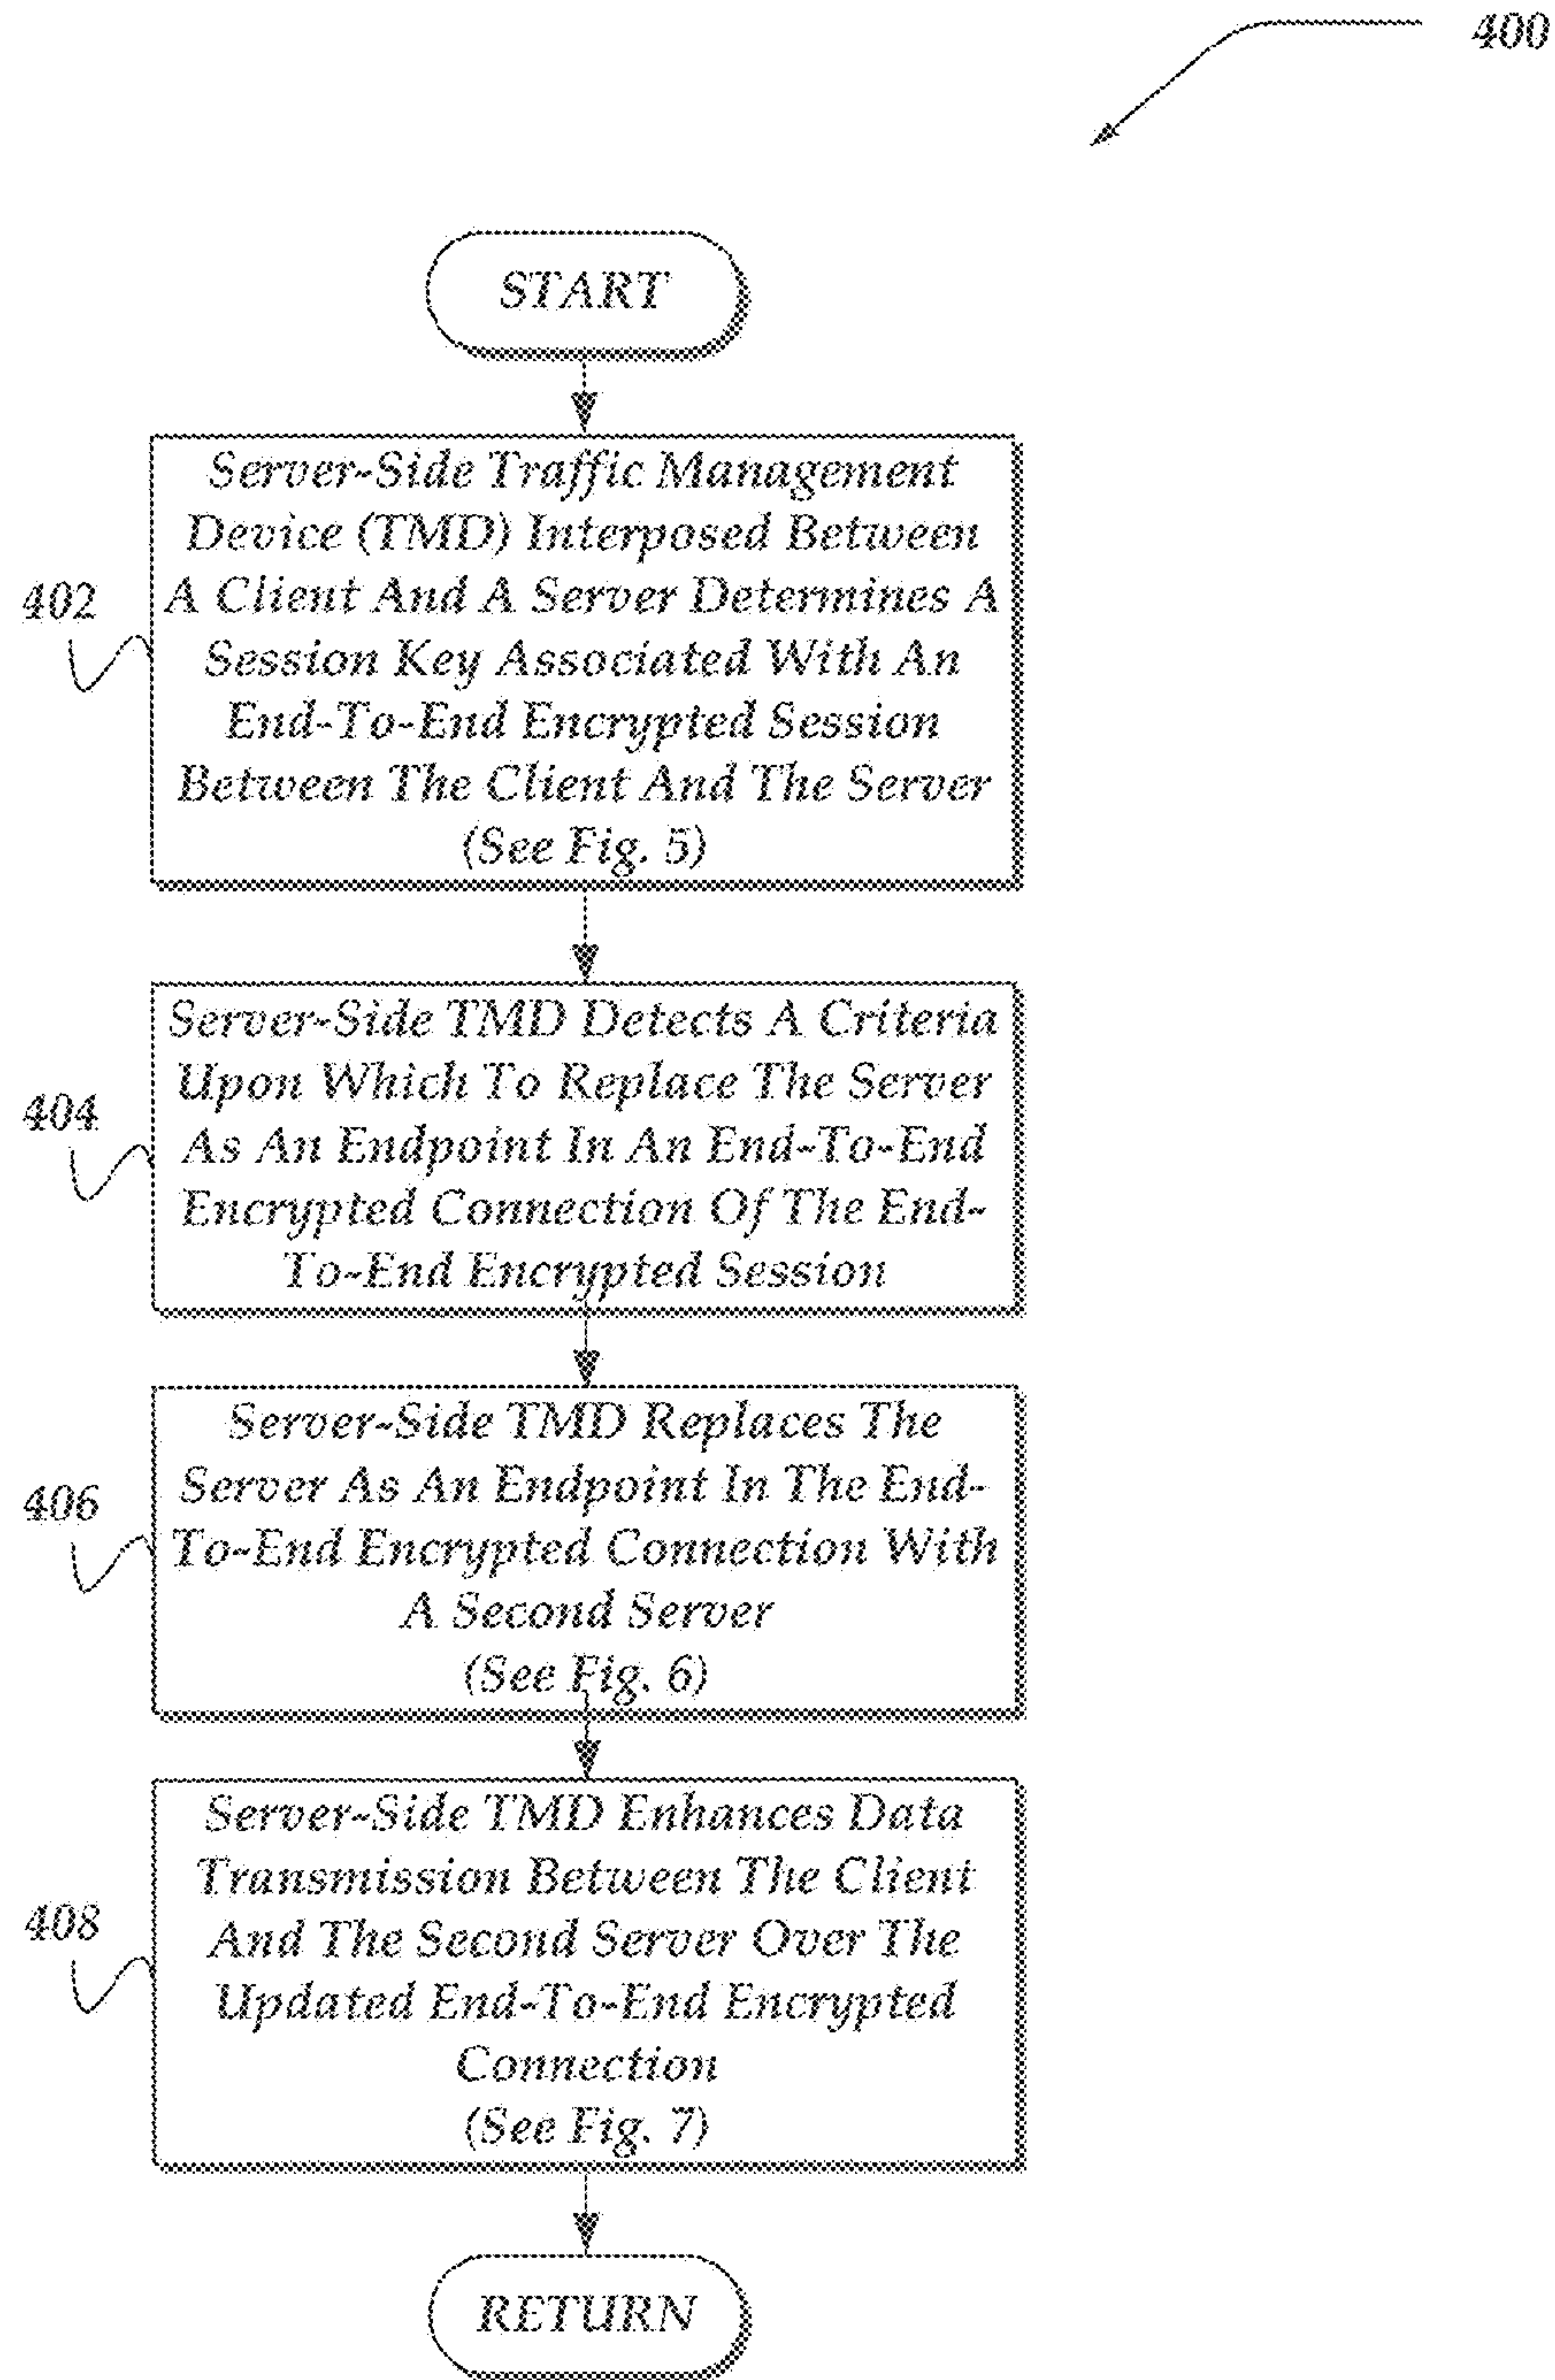 400
START
Server-Side Traffic Management
Device (TMD) Interposed Between
A Client And A Server Determines A
Session Key Associated With An
End-To-End Encrypted Session
Between The Client And The Server
(See Fig. 5)
402
Server-Side TMD Detects A Criteria
Upon Which To Replace The Server
As An Endpoint In An End-To-End
Encrypted Connection Of The End-
To-End Encrypted Session
404
Server-Side TMD Replaces The
Server As An Endpoint In The End-
To-End Encrypted Connection With
A Second Server
(See Fig. 6)
406
Server-Side TMD Enhances Data
Transmission Between The Client
And The Second Server Over The
Updated End-To-End Encrypted
Connection
(See Fig. 7)
408
RETURN